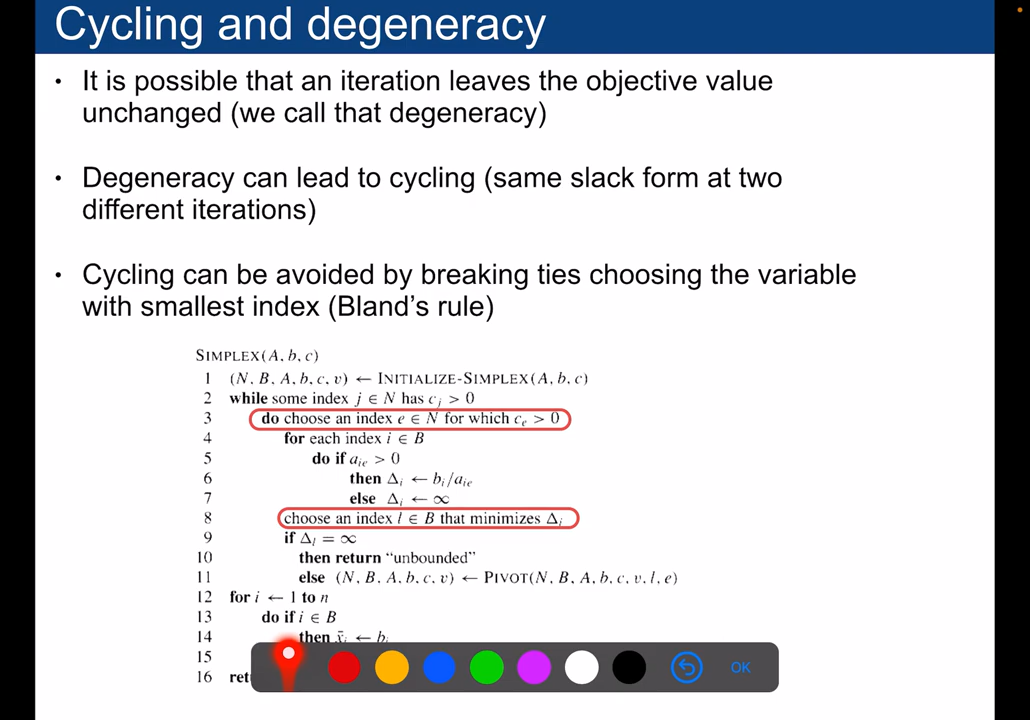 Cycling and degeneracy
• It is possible that an iteration leaves the objective value
unchanged (we call that degeneracy)
• Degeneracy can lead to cycling (same slack form at two
different iterations)
• Cycling can be avoided by breaking ties choosing the variable
with smallest index (Bland's rule)
SIMPLEX(A, b, c)
1 (N, B, A, b, c, v) ← INITIALIZE-SIMPLEX(A, b, c)
2 while some index j ∈ N has c_j > 0
3 do choose an index e ∈ N for which c_e > 0
4 for each index i ∈ B
5 do if a_ie > 0
6 then Δ_i ← b_i/a_ie
7 else Δ_i ← ∞
8 choose an index l ∈ B that minimizes Δ_i
9 if Δ_l = ∞
10 then return "unbounded"
11 else (N, B, A, b, c, v) ← PIVOT(N, B, A, b, c, v, l, e)
12 for i ← 1 to n
13 do if i ∈ B
14 then x̄_i ← b_i
15
16 ret
OK